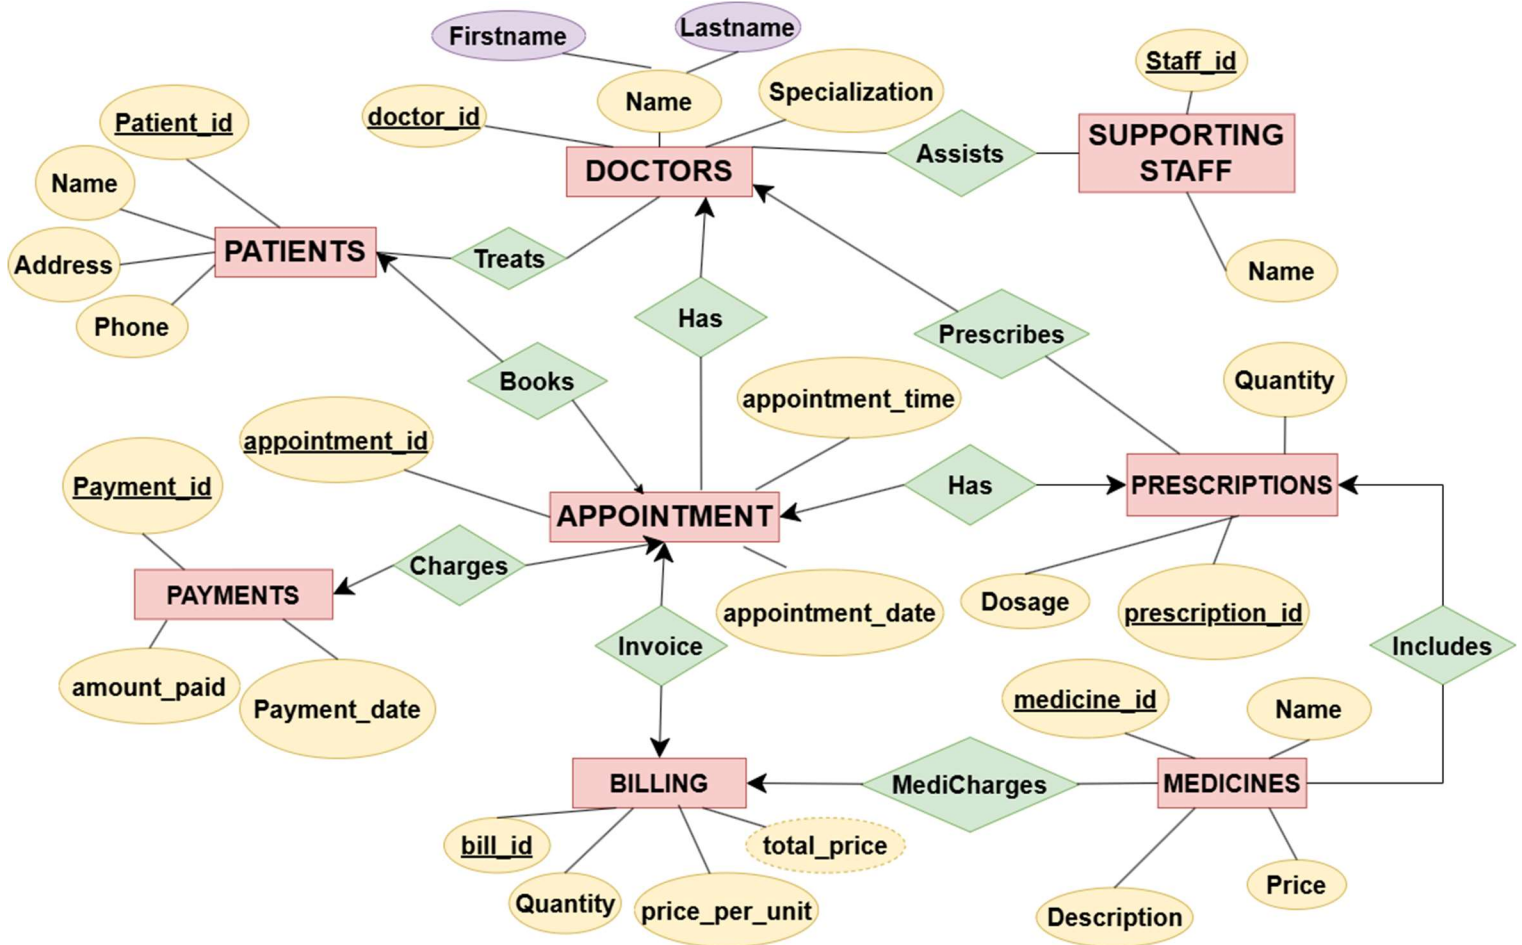 Firstname
Lastname
Staff_id
Name
Specialization
doctor_id
Patient_id
SUPPORTING
STAFF
Assists
DOCTORS
Name
PATIENTS
Treats
Address
Name
Phone
Has
Prescribes
Books
Quantity
appointment_time
appointment_id
Payment_id
Has
PRESCRIPTIONS
APPOINTMENT
Charges
PAYMENTS
Dosage
appointment_date
prescription_id
Invoice
Includes
amount_paid
Payment_date
medicine_id
Name
BILLING
MediCharges
MEDICINES
bill_id
total_price
Quantity
price_per_unit
Price
Description